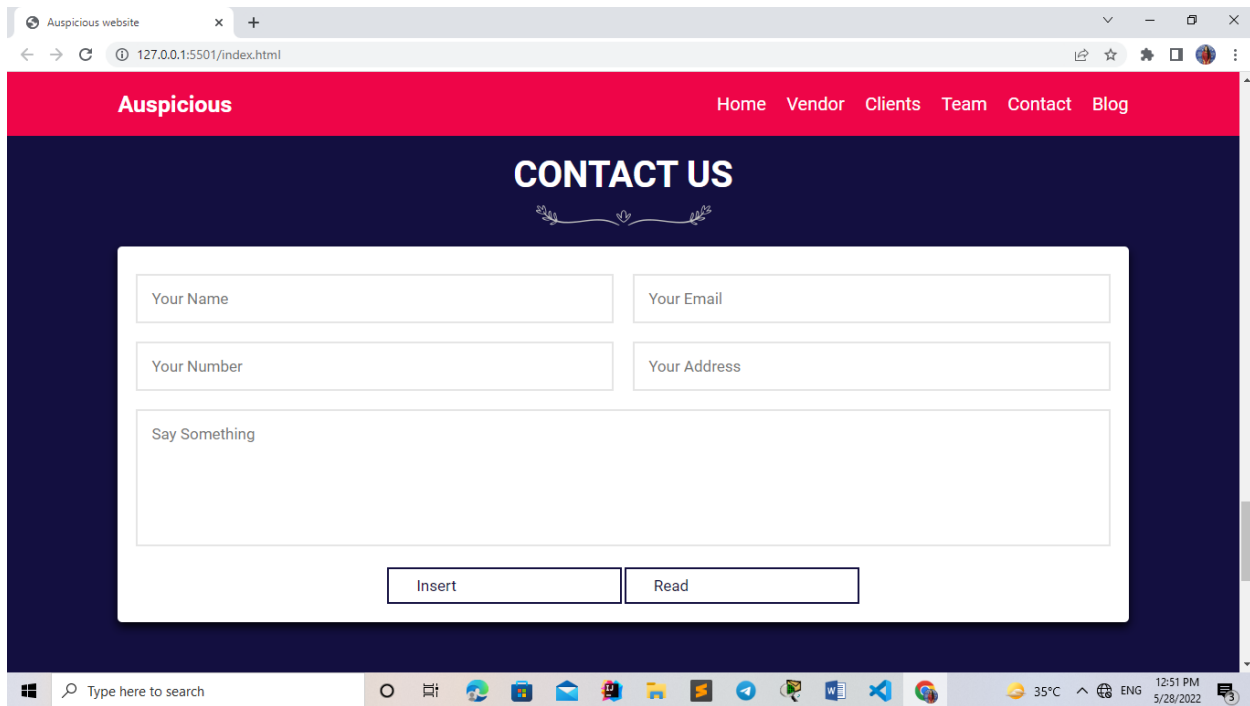 Auspicious website
127.0.0.1:5501/index.html
Auspicious Home Vendor Clients Team Contact Blog
CONTACT US
Your Name Your Email
Your Number Your Address
Say Something
Insert Read
Type here to search 35°C ENG 12:51 PM
5/28/2022 3